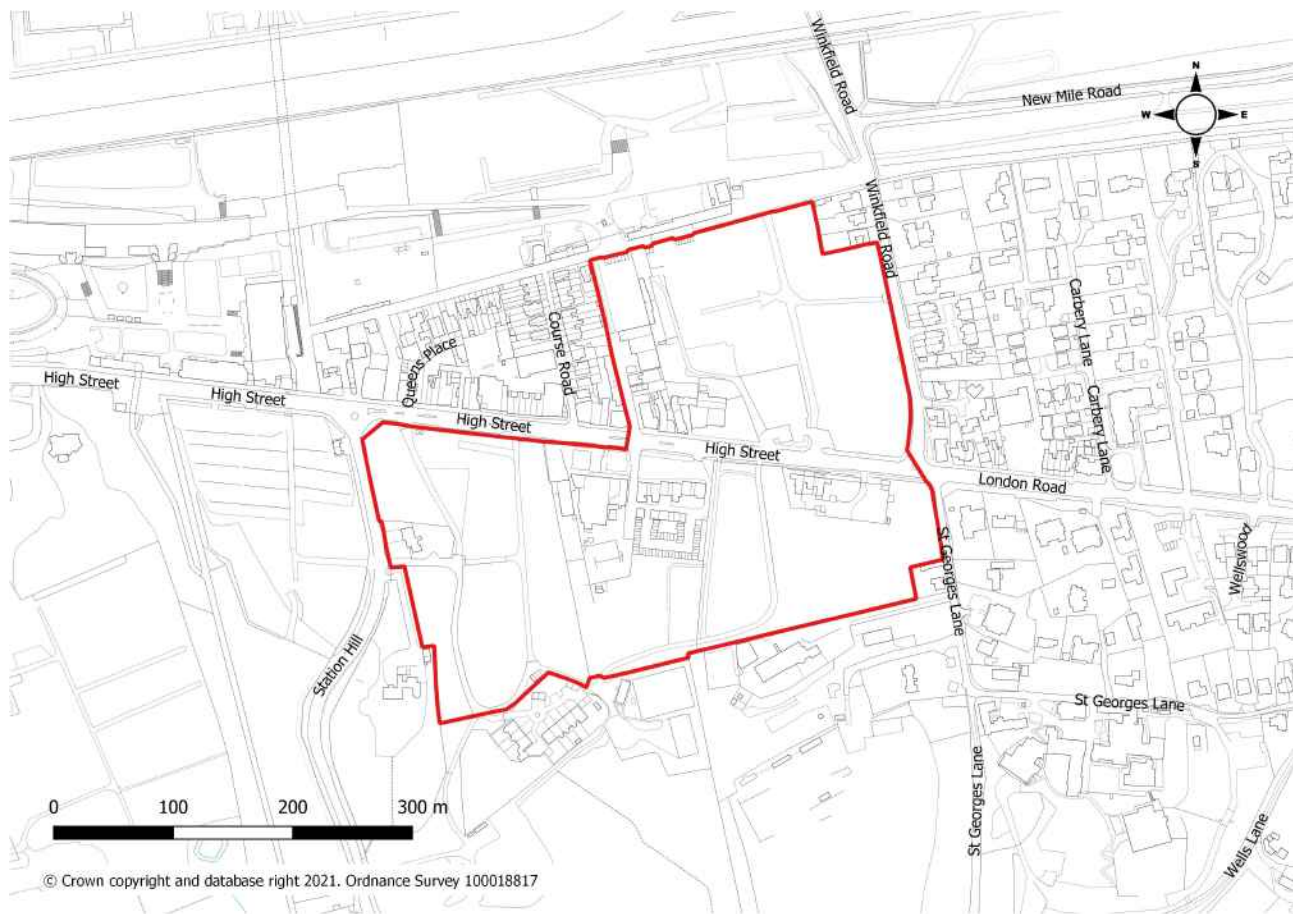 Winkfield Road
New Mile Road
N
W
E
S
Winkfield Road
Carbery Lane
Course Road
Queens Place
High Street
High Street
High Street
High Street
Carbery Lane
London Road
St Georges Lane
Wellswood
Station Hill
St Georges Lane
St Georges Lane
Wells Lane
0 100 200 300 m
© Crown copyright and database right 2021. Ordnance Survey 100018817